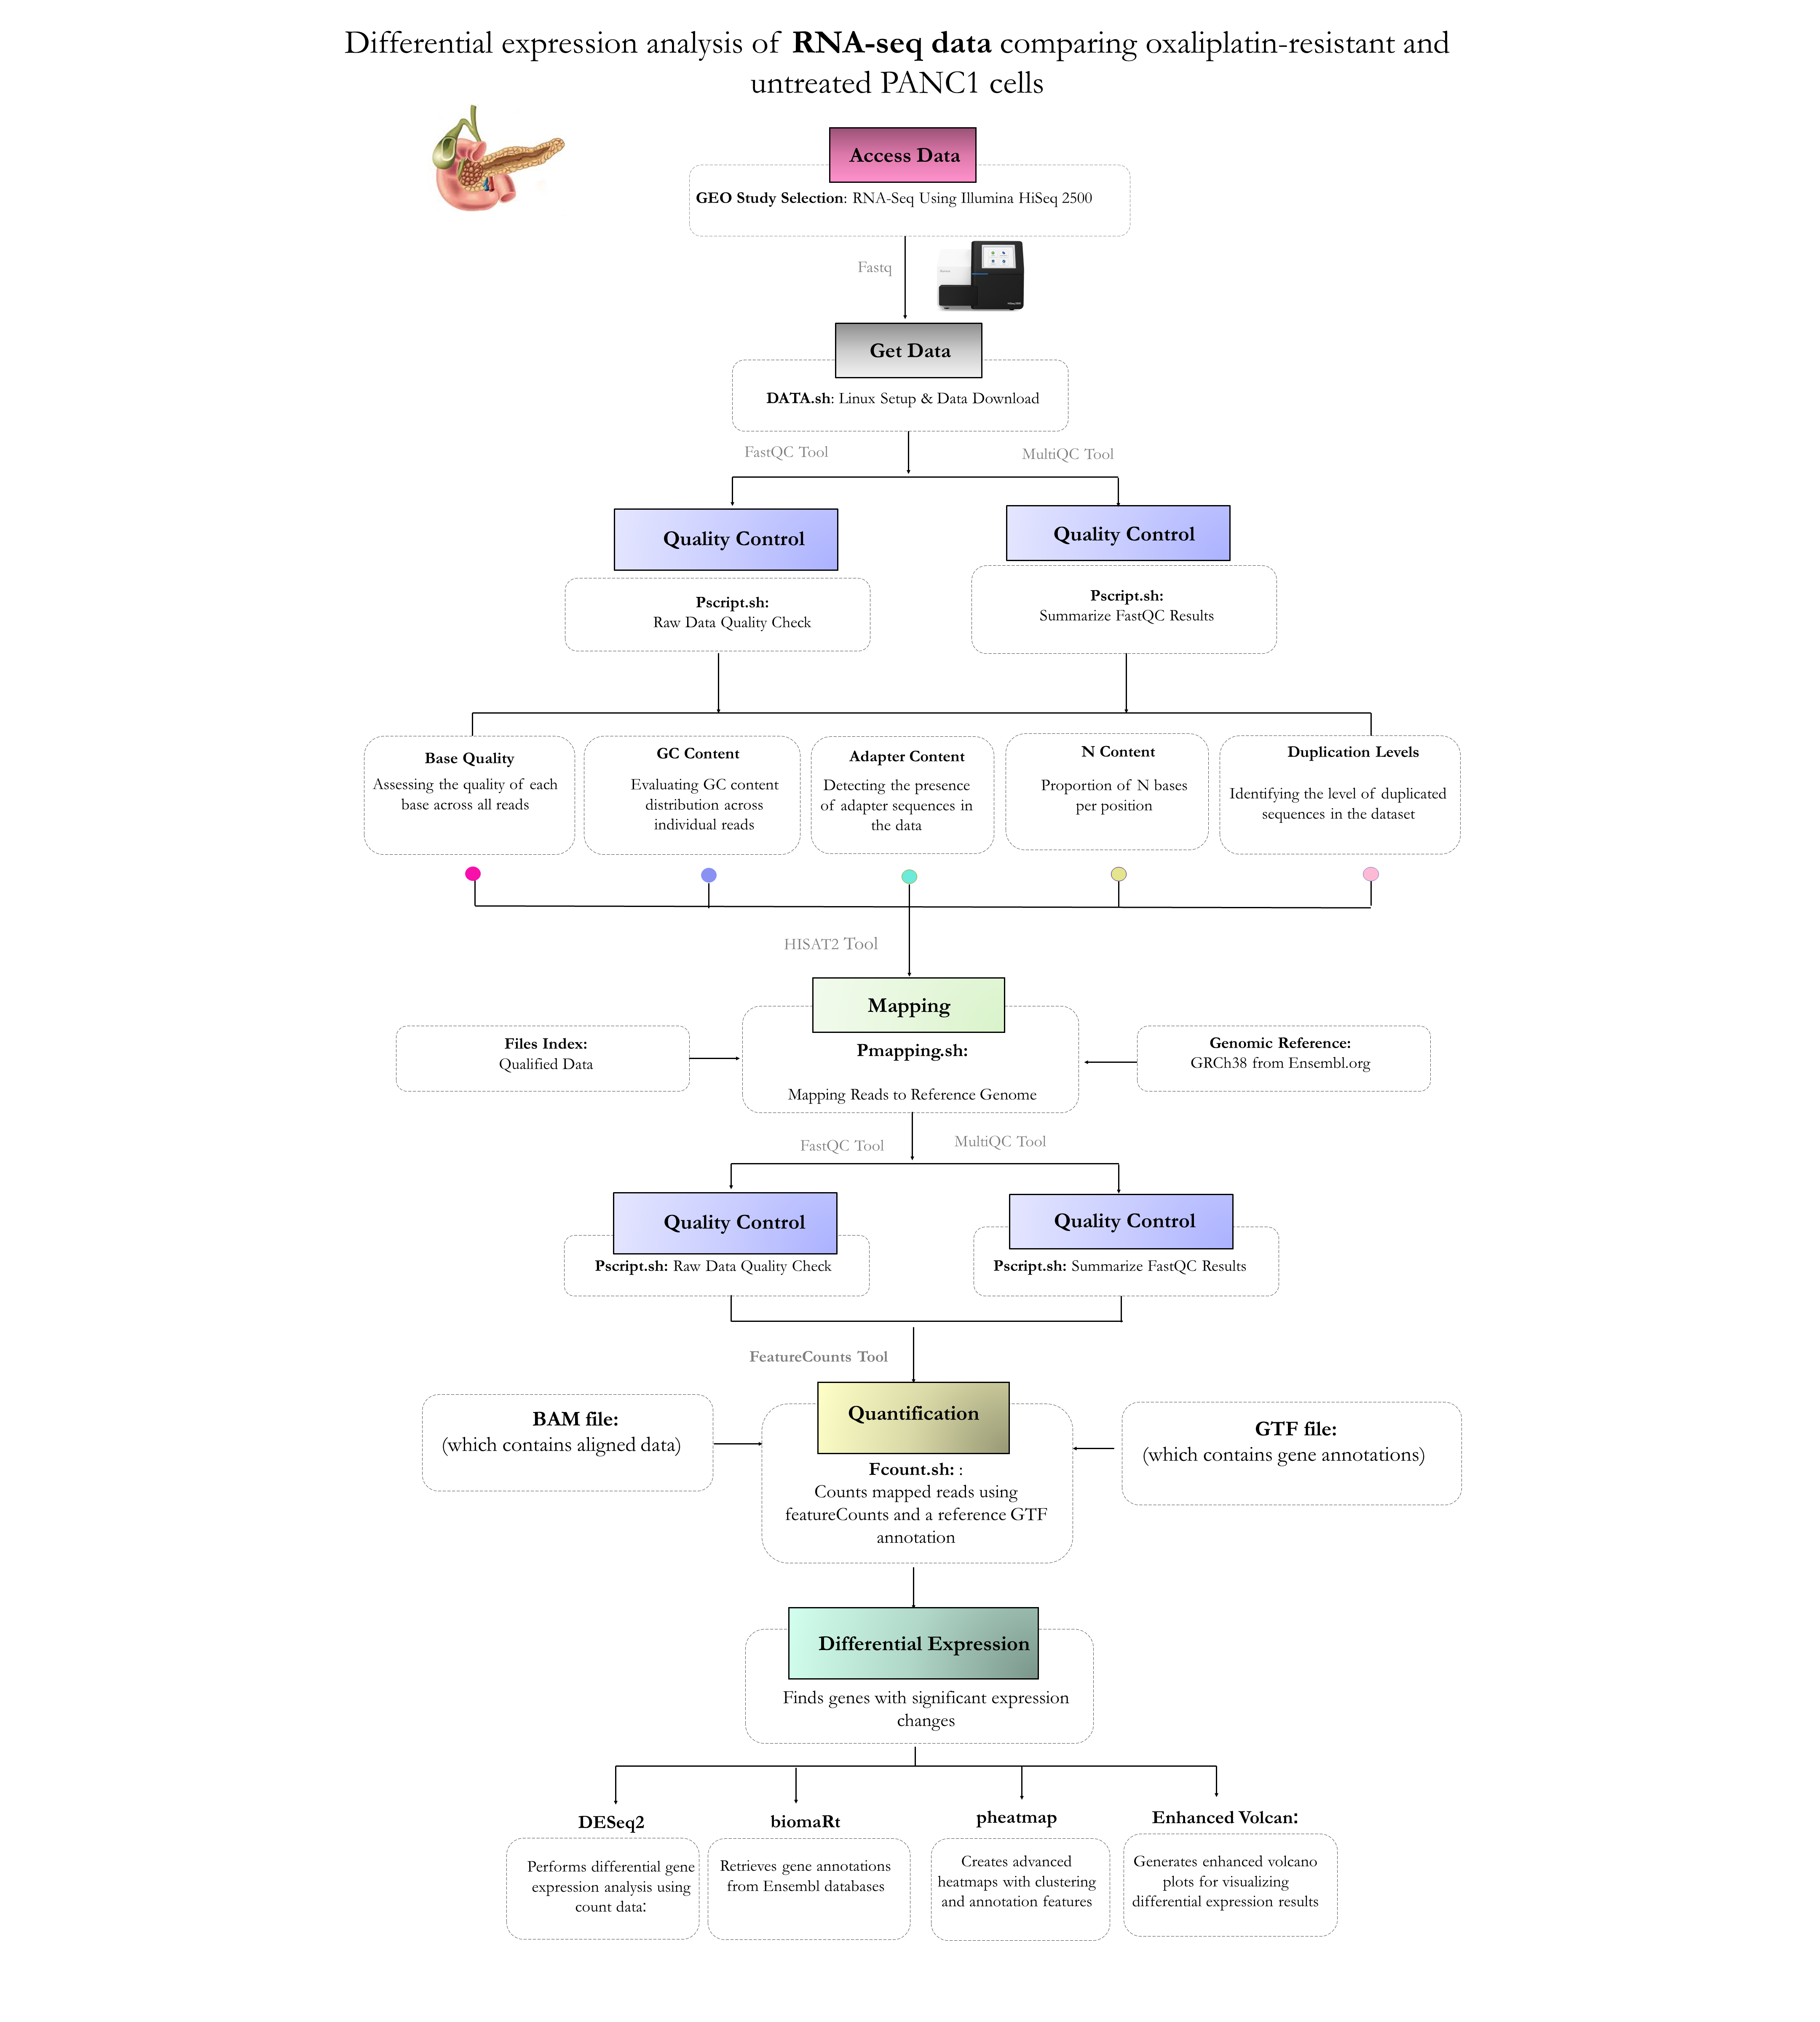 Differential expression analysis of RNA-seq data comparing oxaliplatin-resistant and
untreated PANC1 cells
Access Data
GEO Study Selection: RNA-Seq Using Illumina HiSeq 2500
Fastq
Get Data
DATA.sh: Linux Setup & Data Download
FastQC Tool
MultiQC Tool
Quality Control
Pscript.sh:
Raw Data Quality Check
Quality Control
Pscript.sh:
Summarize FastQC Results
Base Quality
Assessing the quality of each
base across all reads
GC Content
Evaluating GC content
distribution across
individual reads
Adapter Content
Detecting the presence
of adapter sequences in
the data
N Content
Proportion of N bases
per position
Duplication Levels
Identifying the level of duplicated
sequences in the dataset
HISAT2 Tool
Mapping
Pmapping.sh:
Mapping Reads to Reference Genome
Files Index:
Qualified Data
Genomic Reference:
GRCh38 from Ensembl.org
FastQC Tool
MultiQC Tool
Quality Control
Pscript.sh: Raw Data Quality Check
Quality Control
Pscript.sh: Summarize FastQC Results
FeatureCounts Tool
Quantification
Fcount.sh: :
Counts mapped reads using
featureCounts and a reference GTF
annotation
BAM file:
(which contains aligned data)
GTF file:
(which contains gene annotations)
Differential Expression
Finds genes with significant expression
changes
DESeq2
Performs differential gene
expression analysis using
count data:
biomaRt
Retrieves gene annotations
from Ensembl databases
pheatmap
Creates advanced
heatmaps with clustering
and annotation features
Enhanced Volcan:
Generates enhanced volcano
plots for visualizing
differential expression results